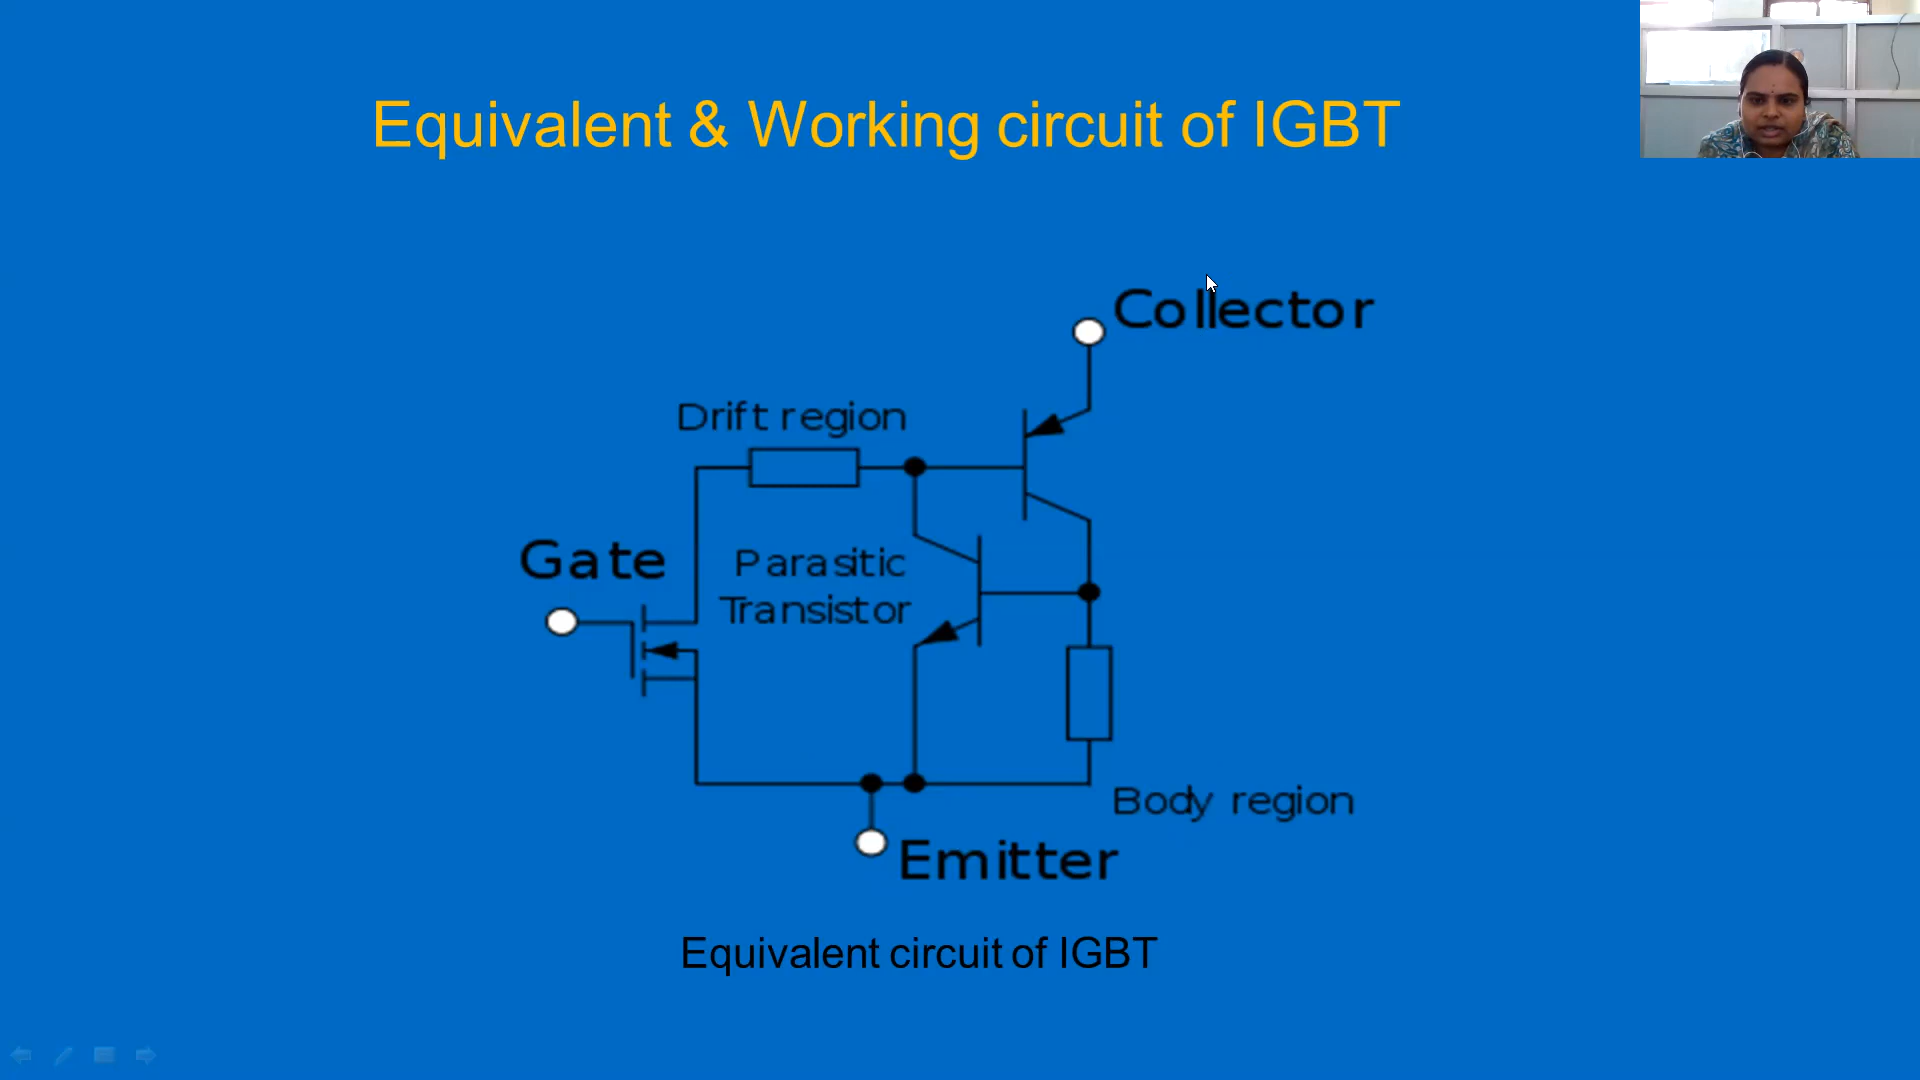 Equivalent & Working circuit of IGBT
Collector
Drift region
Gate
Parasitic
Transistor
Body region
Emitter
Equivalent circuit of IGBT